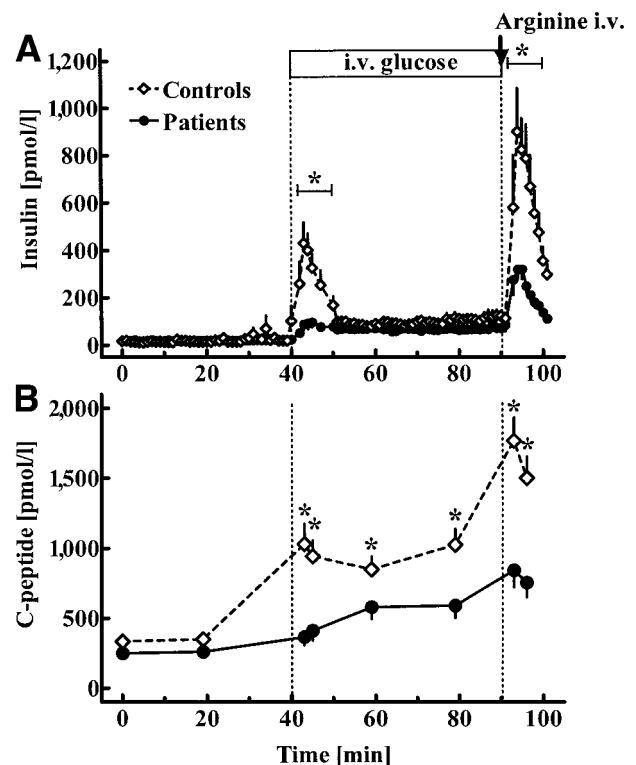 A
Arginine i.v.
*
i.v. glucose
Controls
Patients
*
Insulin [pmol/l]
1,200
1,000
800
600
400
200
0
0 20 40 60 80 100
B
C-peptide [pmol/l]
2,000
1,500
1,000
500
0
* * * * * *
0 20 40 60 80 100
Time [min]